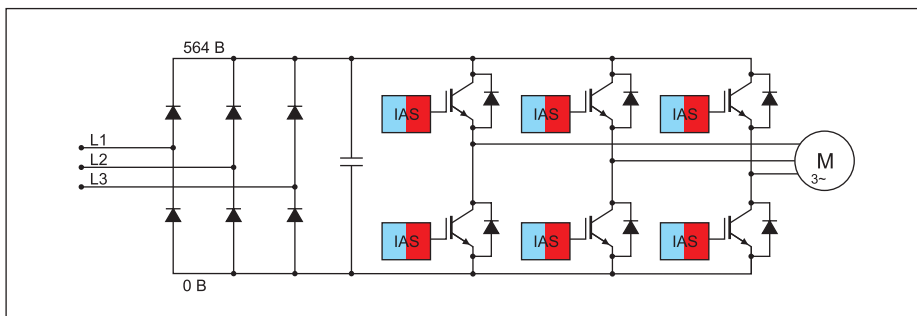 564 В
IAS IAS IAS
L1
L2
L3
M
3~
IAS IAS IAS
0 В